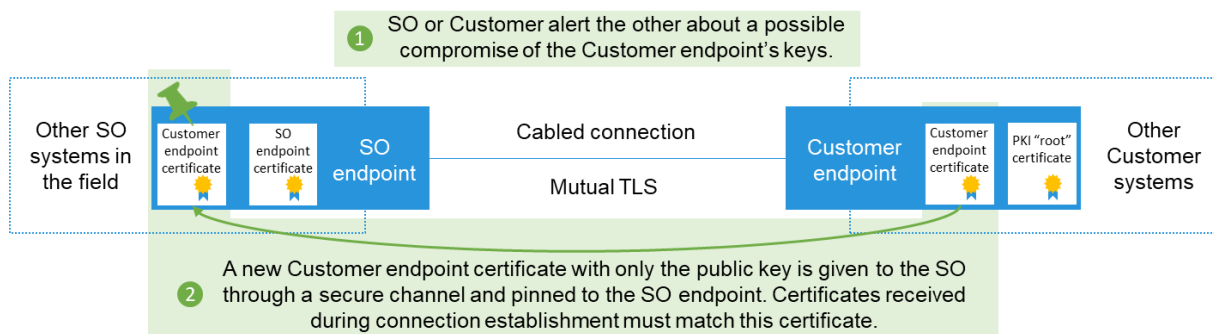 1
SO or Customer alert the other about a possible
compromise of the Customer endpoint's keys.
Other SO
systems in
the field
Customer
endpoint
certificate
SO
endpoint
certificate
SO
endpoint
Cabled connection
Mutual TLS
Customer
endpoint
Customer
endpoint
certificate
PKI “root”
certificate
Other
Customer
systems
2
A new Customer endpoint certificate with only the public key is given to the SO
through a secure channel and pinned to the SO endpoint. Certificates received
during connection establishment must match this certificate.